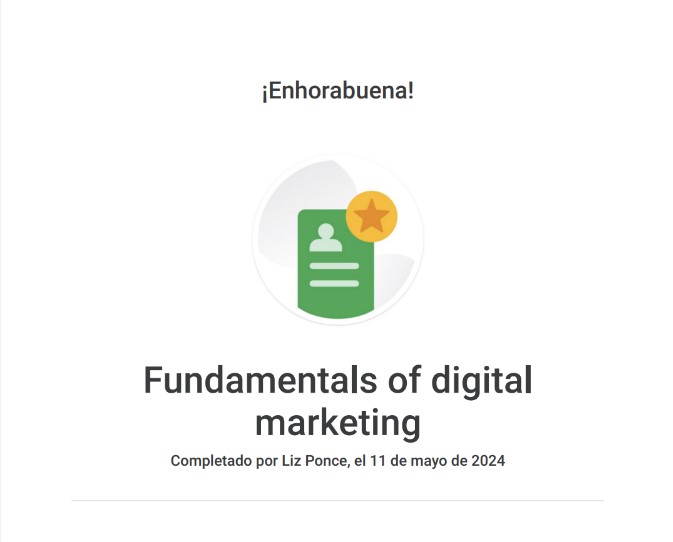 ¡Enhorabuena!
Fundamentals of digital
marketing
Completado por Liz Ponce, el 11 de mayo de 2024